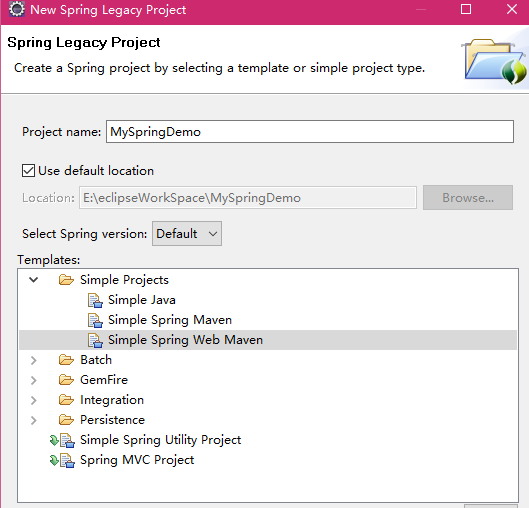 New Spring Legacy Project
Spring Legacy Project
Create a Spring project by selecting a template or simple project type.
Project name: MySpringDemo
Use default location
Location: E:\eclipseWorkSpace\MySpringDemo Browse...
Select Spring version: Default
Templates:
Simple Projects
Simple Java
Simple Spring Maven
Simple Spring Web Maven
Batch
GemFire
Integration
Persistence
Simple Spring Utility Project
Spring MVC Project